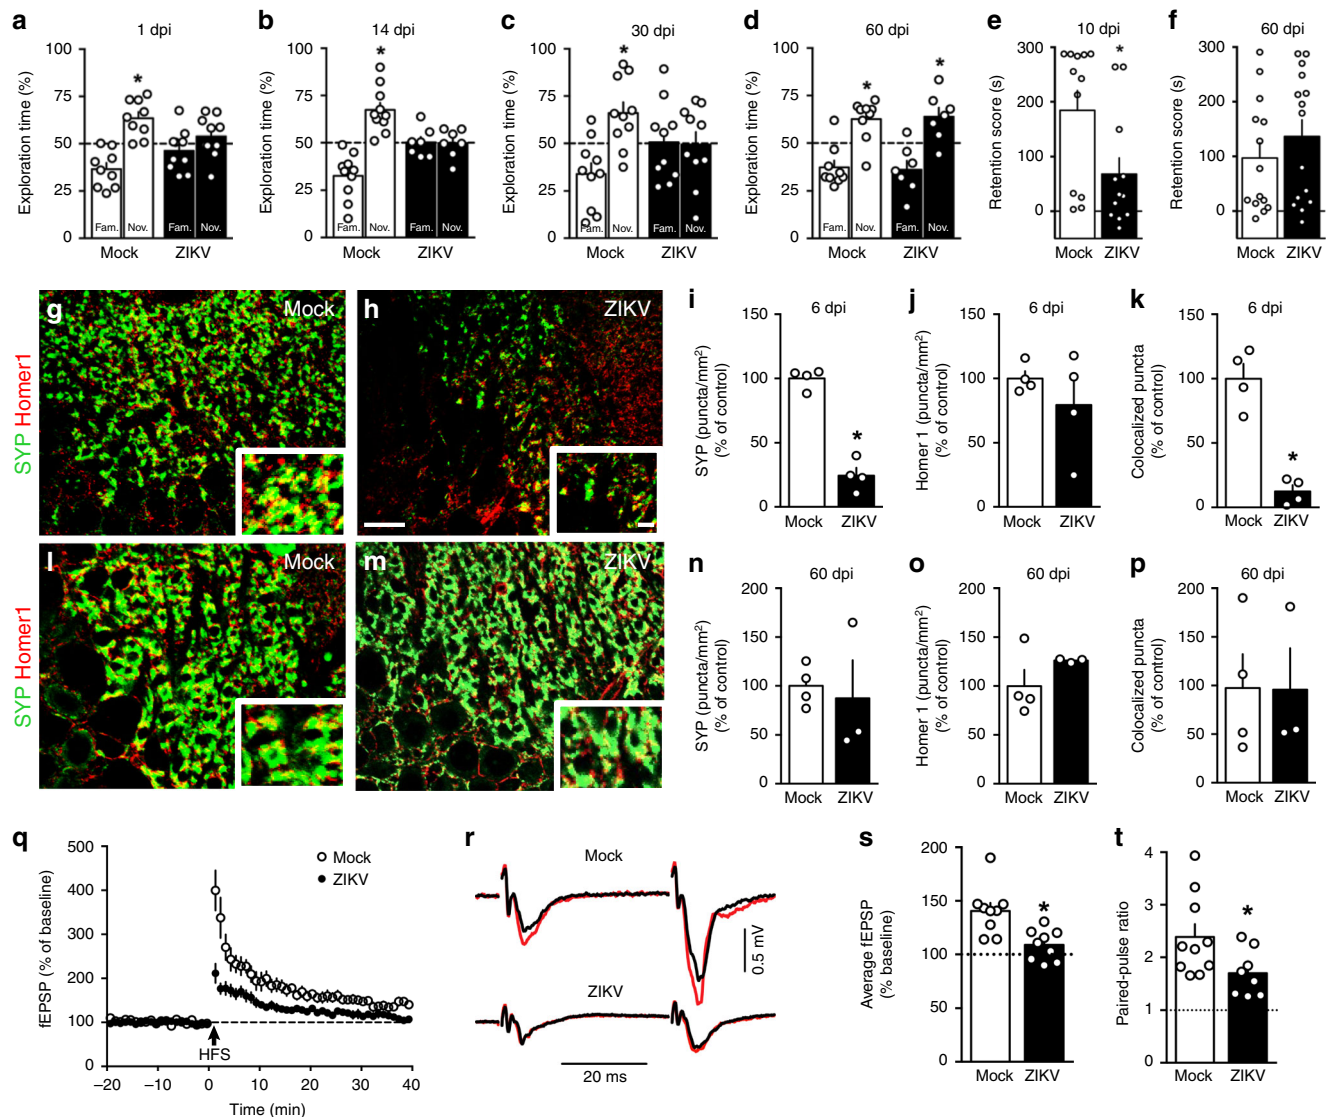 a
1 dpi
Exploration time (%)
100
75
50
25
0
Fam.
Nov.
Mock
ZIKV
b
14 dpi
Exploration time (%)
100
75
50
25
0
Fam.
Nov.
Mock
ZIKV
c
30 dpi
Exploration time (%)
100
75
50
25
0
Fam.
Nov.
Fam.
Nov.
Mock
ZIKV
*
d
60 dpi
Exploration time (%)
100
75
50
25
0
Fam.
Nov.
Fam.
Nov.
Mock
ZIKV
*
*
e
10 dpi
Retention score (s)
300
200
100
0
Mock
ZIKV
*
f
60 dpi
Retention score (s)
300
200
100
0
Mock
ZIKV
SYP Homer1
g
Mock
h
ZIKV
i
6 dpi
SYP (puncta/mm²)
(% of control)
150
100
50
0
*
Mock
ZIKV
j
6 dpi
Homer 1 (puncta/mm²)
(% of control)
150
100
50
0
Mock
ZIKV
k
6 dpi
Colocalized puncta
(% of control)
150
100
50
0
*
Mock
ZIKV
SYP Homer1
l
Mock
m
ZIKV
n
60 dpi
SYP (puncta/mm²)
(% of control)
200
150
100
50
0
Mock
ZIKV
o
60 dpi
Homer 1 (puncta/mm²)
(% of control)
200
150
100
50
0
Mock
ZIKV
p
60 dpi
Colocalized puncta
(% of control)
200
150
100
50
0
Mock
ZIKV
q
fEPSP (% of baseline)
500
400
300
200
100
0
Mock
ZIKV
HFS
–20
–10
0
10
20
30
40
Time (min)
r
Mock
0.5 mV
ZIKV
20 ms
s
Average fEPSP
(% baseline)
200
150
100
50
0
*
Mock
ZIKV
t
Paired-pulse ratio
4
3
2
1
0
*
Mock
ZIKV